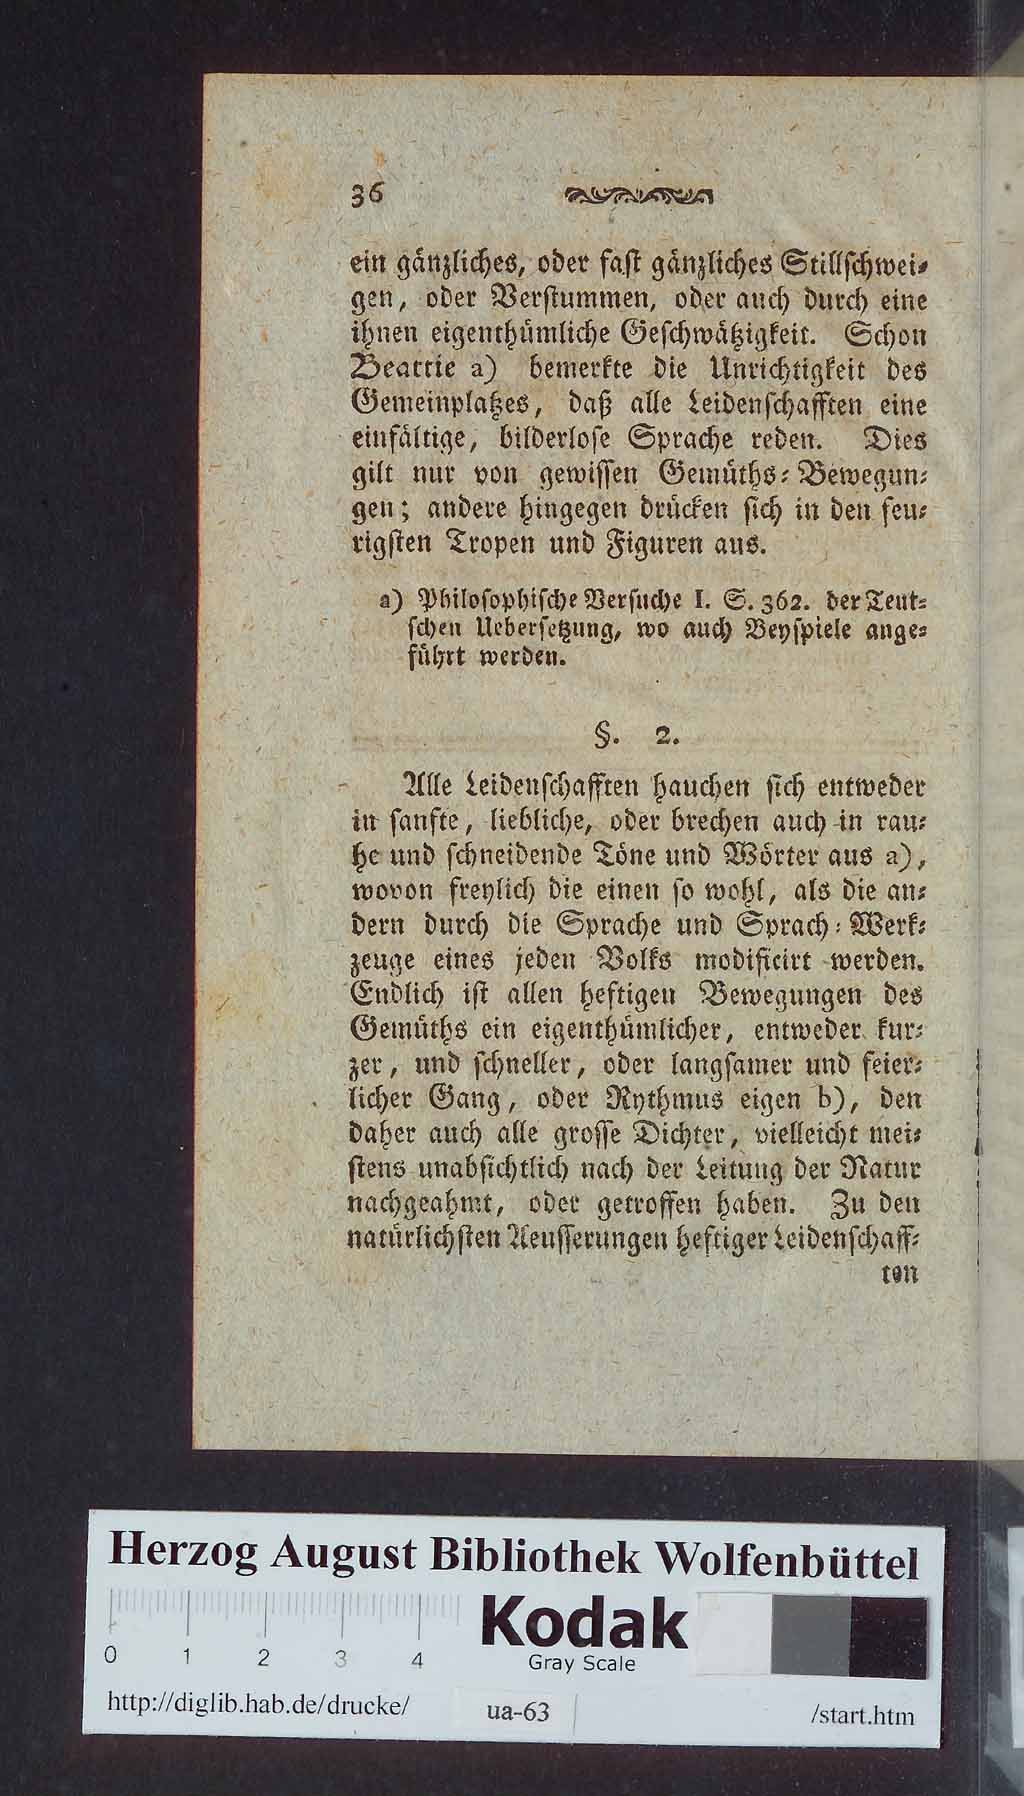 36
ein gänzliches, oder fast gänzliches Stillschwei⸗
gen, oder Verstummen, oder auch durch eine
ihnen eigenthümliche Geschwätzigkeit. Schon
Beattie a) bemerkte die Unrichtigkeit des
Gemeinplatzes, daß alle Leidenschafften eine
einfältige, bilderlose Sprache reden. Dies
gilt nur von gewissen Gemüths⸗Bewegun⸗
gen; andere hingegen drücken sich in den feu⸗
rigsten Tropen und Figuren aus.
a) Philosophische Versuche I. S. 362. der Teut⸗
schen Uebersetzung, wo auch Beyspiele ange⸗
führt werden.
§. 2.
Alle Leidenschafften hauchen sich entweder
in sanfte, liebliche, oder brechen auch in rau⸗
he und schneidende Töne und Wörter aus a),
wovon freylich die einen so wohl, als die an⸗
dern durch die Sprache und Sprach⸗Werk⸗
zeuge eines jeden Volks modificirt werden.
Endlich ist allen heftigen Bewegungen des
Gemüths ein eigenthümlicher, entweder kur⸗
zer, und schneller, oder langsamer und feier⸗
licher Gang, oder Rythmus eigen b), den
daher auch alle grosse Dichter, vielleicht mei⸗
stens unabsichtlich nach der Leitung der Natur
nachgeahmt, oder getroffen haben. Zu den
natürlichsten Aeusserungen heftiger Leidenschaff⸗
ten
Herzog August Bibliothek Wolfenbüttel
0 1 2 3 4
Kodak
Gray Scale
http://diglib.hab.de/drucke/ ua-63 /start.htm